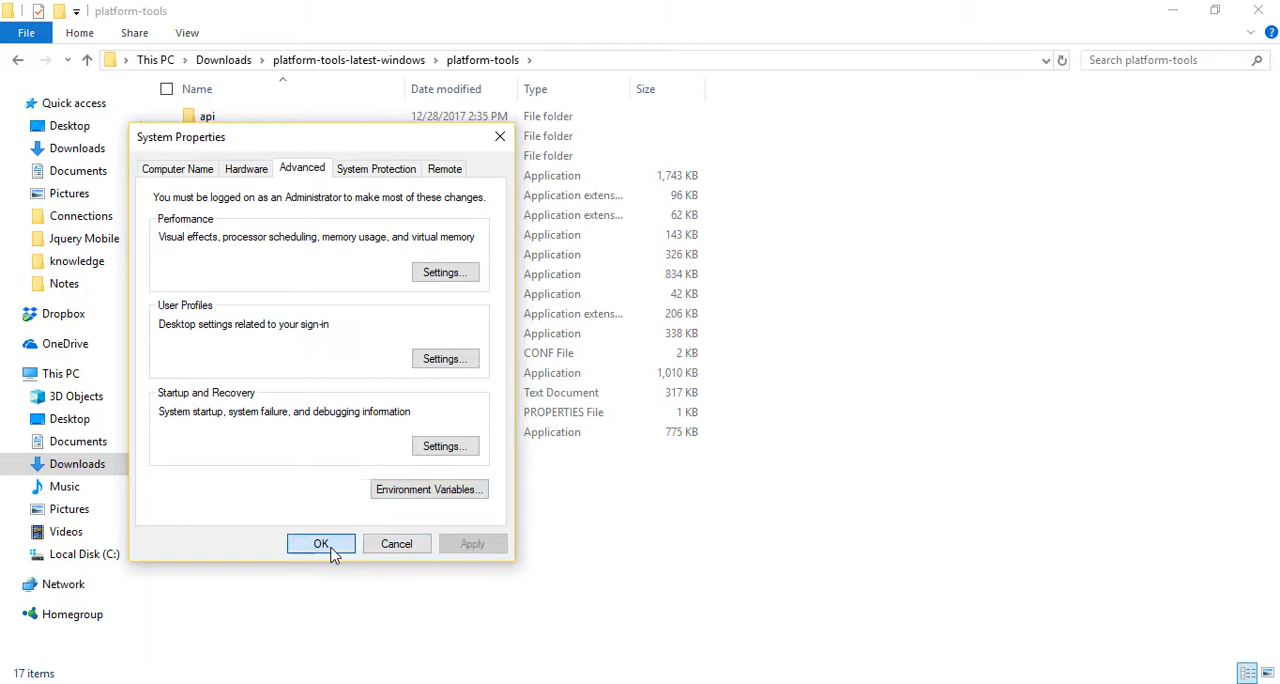 platform-tools
File Home Share View
This PC Downloads platform-tools-latest-windows platform-tools Search platform-tools
Name Date modified Type Size
Quick access
Desktop
Downloads
Documents
Pictures
Connections
Jquery Mobile
knowledge
Notes
Dropbox
OneDrive
This PC
3D Objects
Desktop
Documents
Downloads
Music
Pictures
Videos
Local Disk (C:)
Network
Homegroup
api 12/28/2017 2:35 PM File folder
File folder
File folder
Application 1,743 KB
Application extens... 96 KB
Application extens... 62 KB
Application 143 KB
Application 326 KB
Application 834 KB
Application 42 KB
Application extens... 206 KB
Application 338 KB
CONF File 2 KB
Application 1,010 KB
Text Document 317 KB
PROPERTIES File 1 KB
Application 775 KB
System Properties
Computer Name Hardware Advanced System Protection Remote
You must be logged on as an Administrator to make most of these changes.
Performance
Visual effects, processor scheduling, memory usage, and virtual memory
Settings...
User Profiles
Desktop settings related to your sign-in
Settings...
Startup and Recovery
System startup, system failure, and debugging information
Settings...
Environment Variables...
OK Cancel Apply
17 items